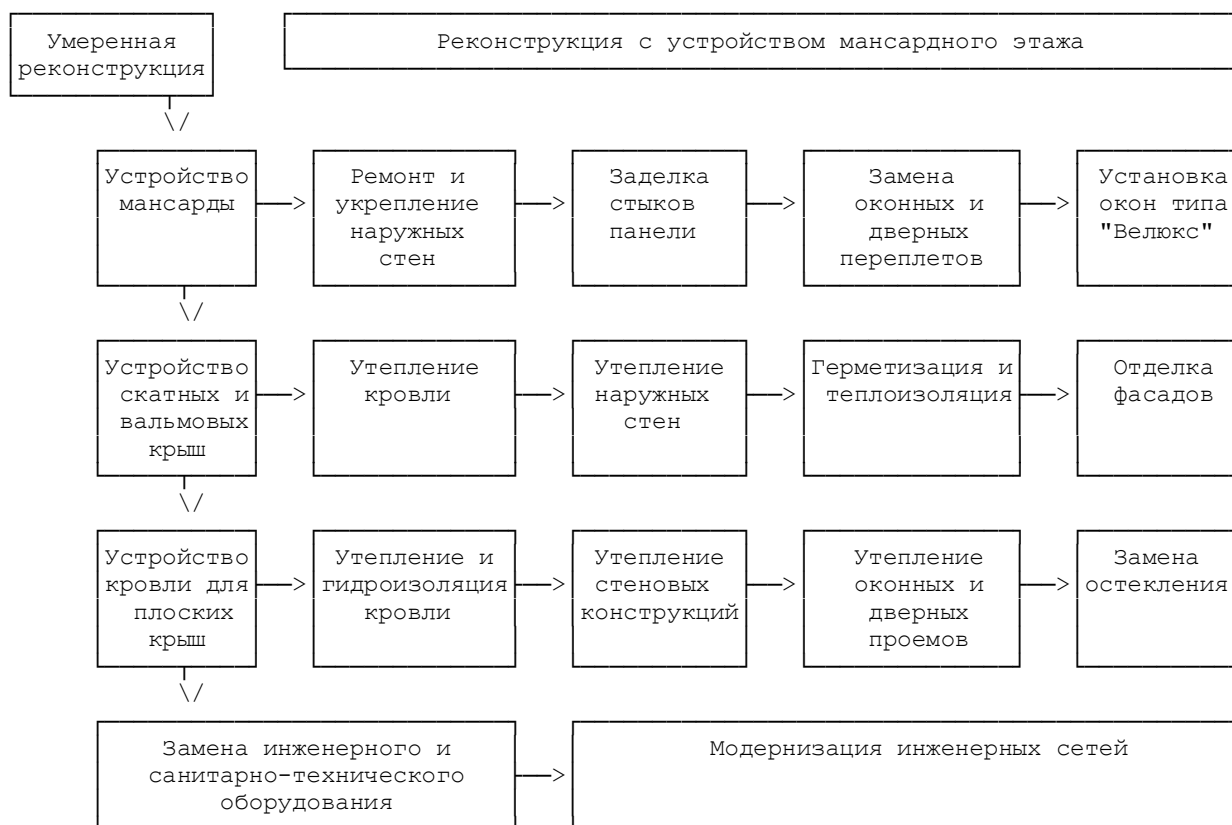 Умеренная
реконструкция
Реконструкция с устройством мансардного этажа
Устройство
мансарды
Ремонт и
укрепление
наружных
стен
Заделка
стыков
панели
Замена
оконных и
дверных
переплетов
Установка
окон типа
"Велюкс"
Устройство
скатных и
вальмовых
крыш
Утепление
кровли
Утепление
наружных
стен
Герметизация и
теплоизоляция
Отделка
фасадов
Устройство
кровли для
плоских
крыш
Утепление и
гидроизоляция
кровли
Утепление
стеновых
конструкций
Утепление
оконных и
дверных
проемов
Замена
остекления
Замена инженерного и
санитарно-технического
оборудования
Модернизация инженерных сетей